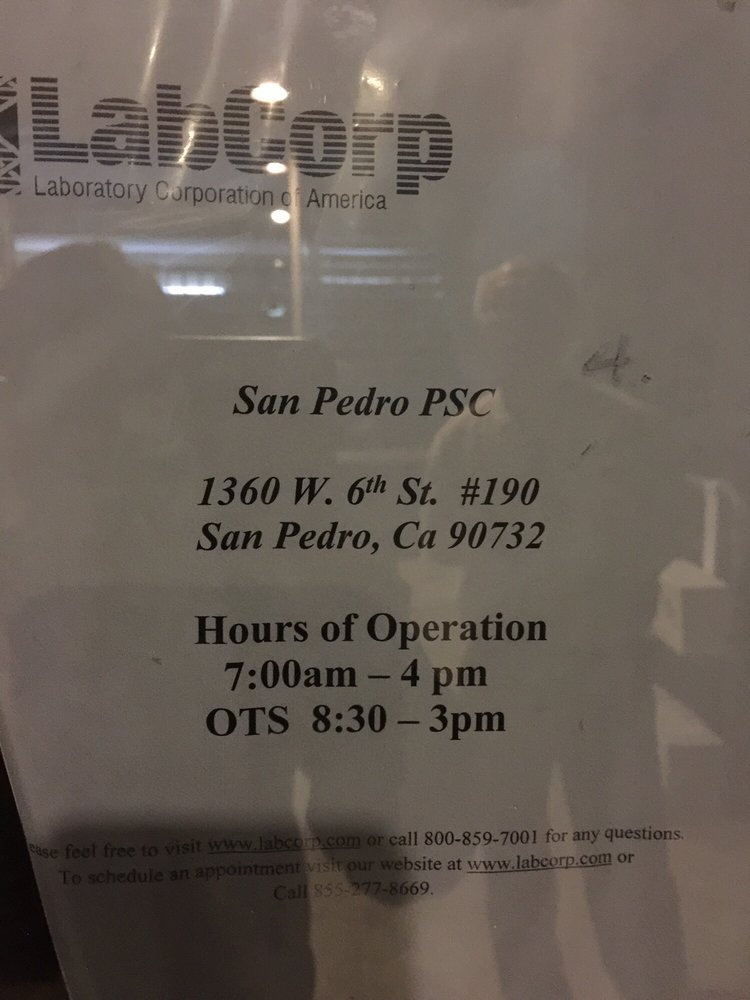 LabCorp
Laboratory Corporation of America
4.
San Pedro PSC
1360 W. 6th St. #190
San Pedro, Ca 90732
Hours of Operation
7:00am – 4 pm
OTS 8:30 – 3pm
ease feel free to visit www.labcorp.com or call 800-859-7001 for any questions.
To schedule an appointment visit our website at www.labcorp.com or
Call 855-277-8669.